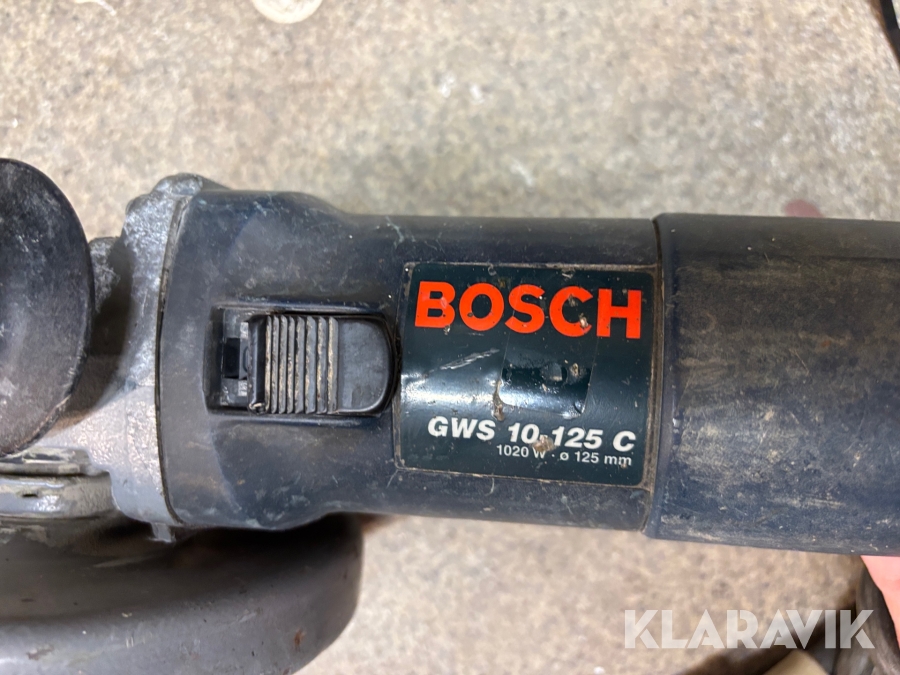 BOSCH
GWS 10-125 C
1020 W · ø 125 mm
KLARAVIK